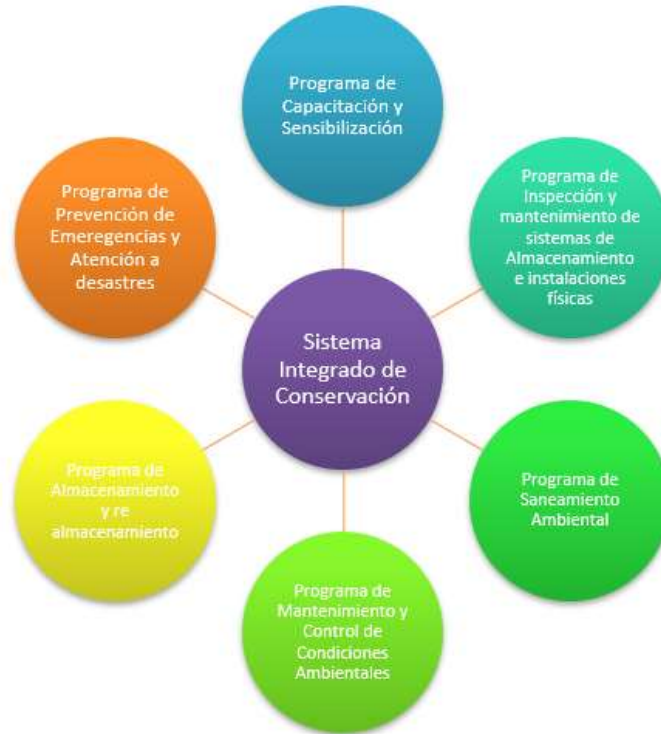 Programa de
Capacitación y
Sensibilización
Programa de
Inspección y
mantenimiento de
sistemas de
Almacenamiento
e instalaciones
físicas
Programa de
Saneamiento
Ambiental
Programa de
Mantenimiento y
Control de
Condiciones
Ambientales
Programa de
Almacenamiento
y re
almacenamiento
Programa de
Prevención de
Emeregencias y
Atención a
desastres
Sistema
Integrado de
Conservación